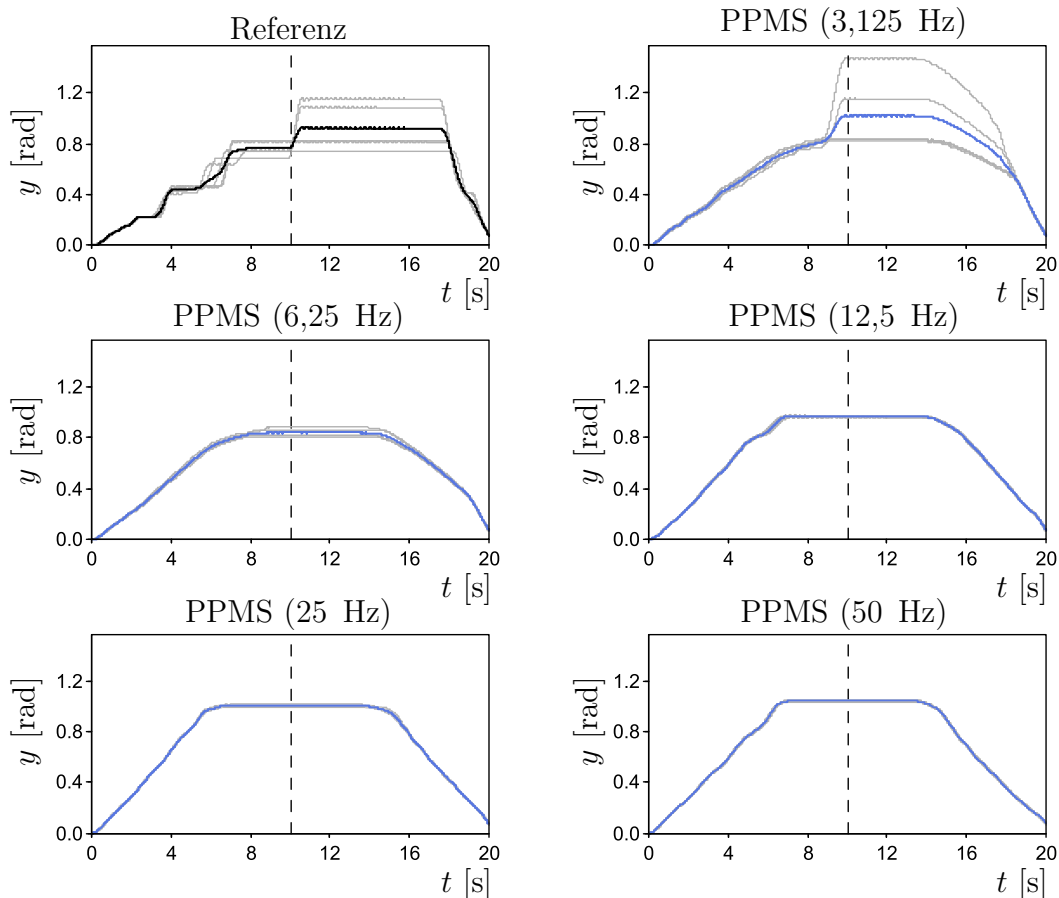 Referenz
PPMS (3,125 Hz)
y [rad]
1.2
0.8
0.4
0.0
0 4 8 12 16 20
t [s]
y [rad]
1.2
0.8
0.4
0.0
0 4 8 12 16 20
t [s]
PPMS (6,25 Hz)
PPMS (12,5 Hz)
y [rad]
1.2
0.8
0.4
0.0
0 4 8 12 16 20
t [s]
y [rad]
1.2
0.8
0.4
0.0
0 4 8 12 16 20
t [s]
PPMS (25 Hz)
PPMS (50 Hz)
y [rad]
1.2
0.8
0.4
0.0
0 4 8 12 16 20
t [s]
y [rad]
1.2
0.8
0.4
0.0
0 4 8 12 16 20
t [s]